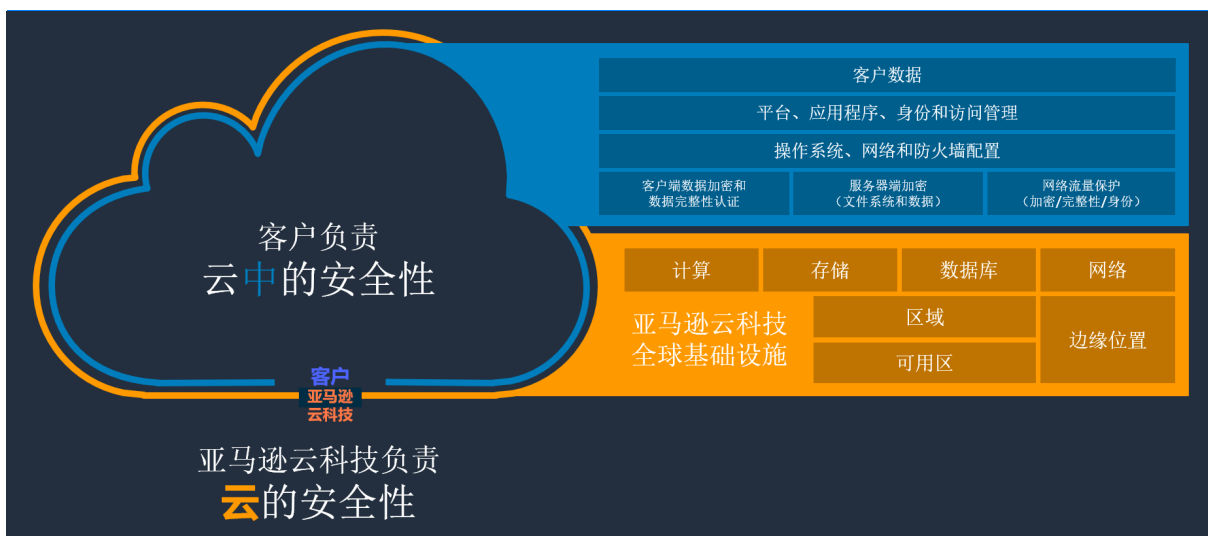 客户负责
云中的安全性
客户
亚马逊
云科技
亚马逊云科技负责
云的安全性
客户数据
平台、应用程序、身份和访问管理
操作系统、网络和防火墙配置
客户端数据加密和
数据完整性认证
服务器端加密
（文件系统和数据）
网络流量保护
（加密/完整性/身份）
计算
存储
数据库
网络
亚马逊云科技
全球基础设施
区域
可用区
边缘位置